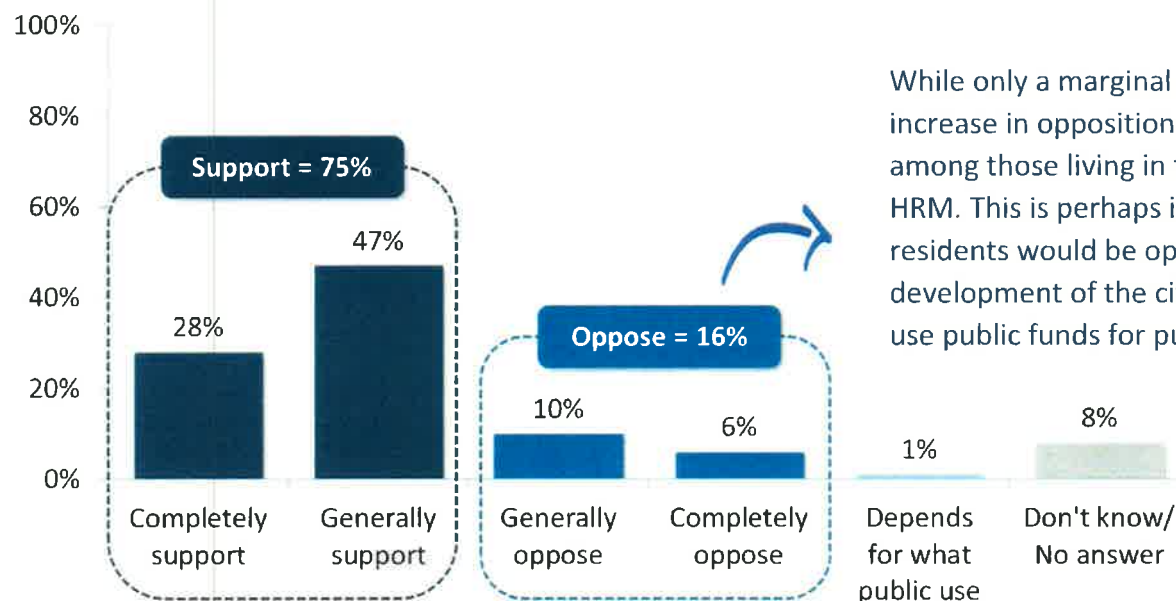 100%
80%
60%
40%
20%
0%
Support = 75%
28%
47%
Oppose = 16%
10%
6%
1%
8%
Completely
support
Generally
support
Generally
oppose
Completely
oppose
Depends
for what
public use
Don't know/
No answer
While only a marginal
increase in opposition
among those living in
HRM. This is perhaps
residents would be
development of the
use public funds for